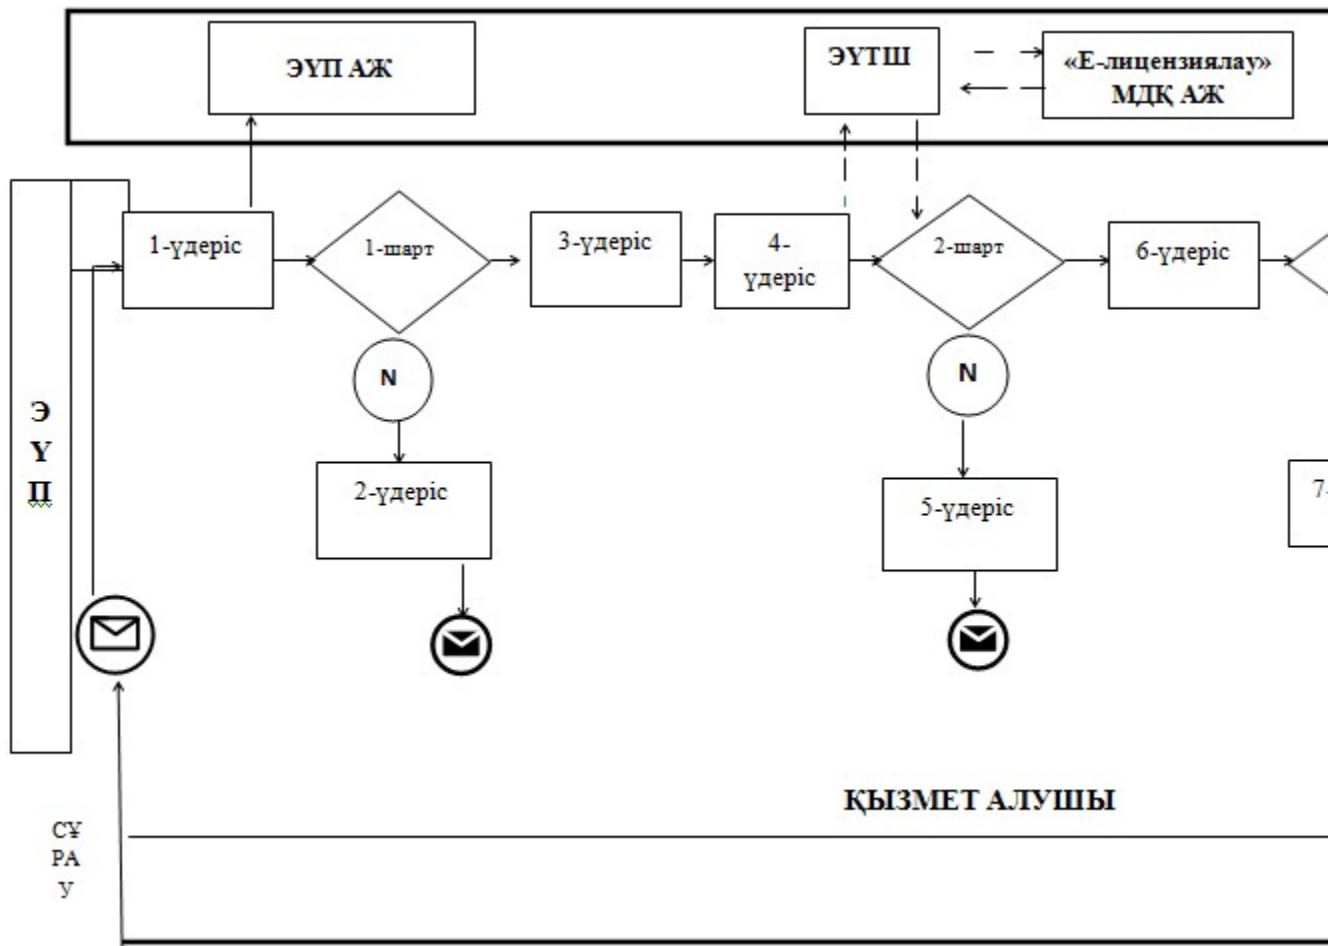 ЭҮП АЖ
ЭҮТШ
«Е-лицензиялау»
МДҚ АЖ
1-үдеріс
1-шарт
3-үдеріс
4-
үдеріс
2-шарт
6-үдеріс
N
N
Э
Ү
П
2-үдеріс
5-үдеріс
7-
ҚЫЗМЕТ АЛУШЫ
СҰ
РА
У